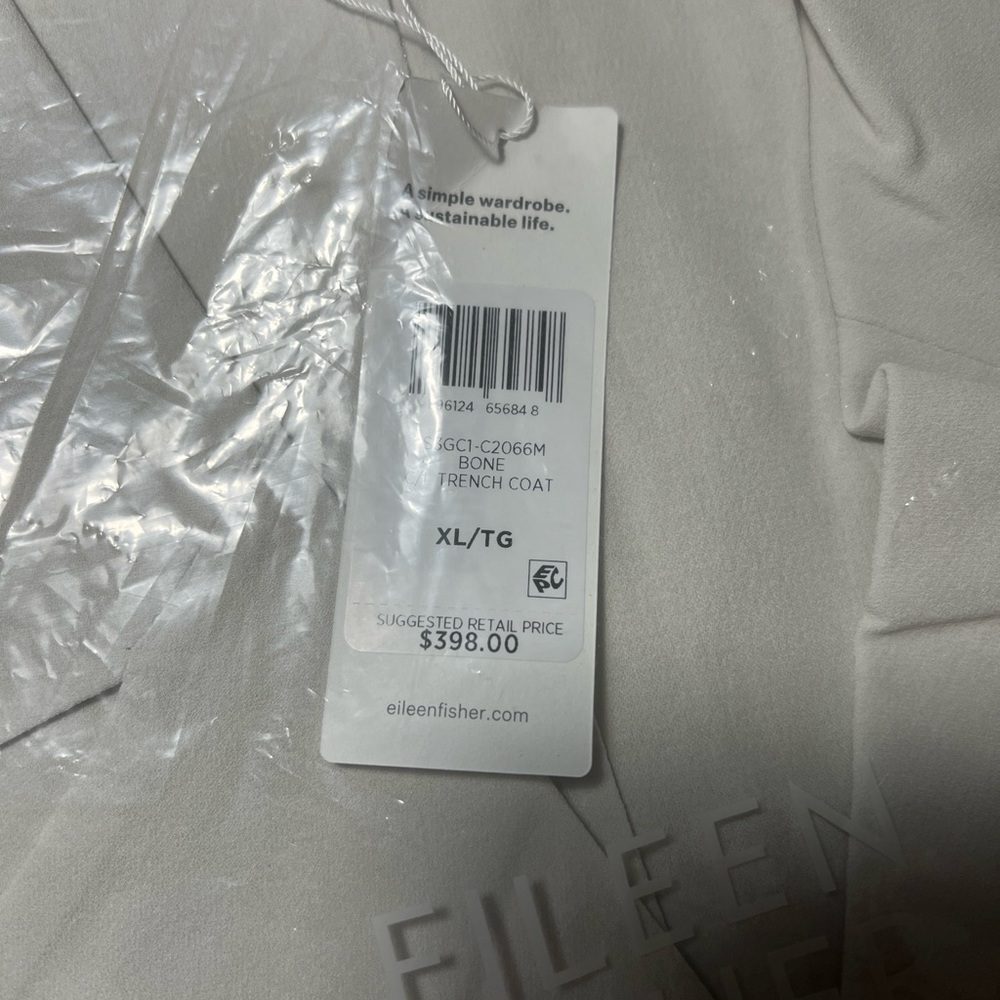 A simple wardrobe.
A sustainable life.
96124 65684 8
SGC1-C2066M
BONE
TRENCH COAT
XL/TG
EPC
SUGGESTED RETAIL PRICE
$398.00
eileenfisher.com
EILEEN